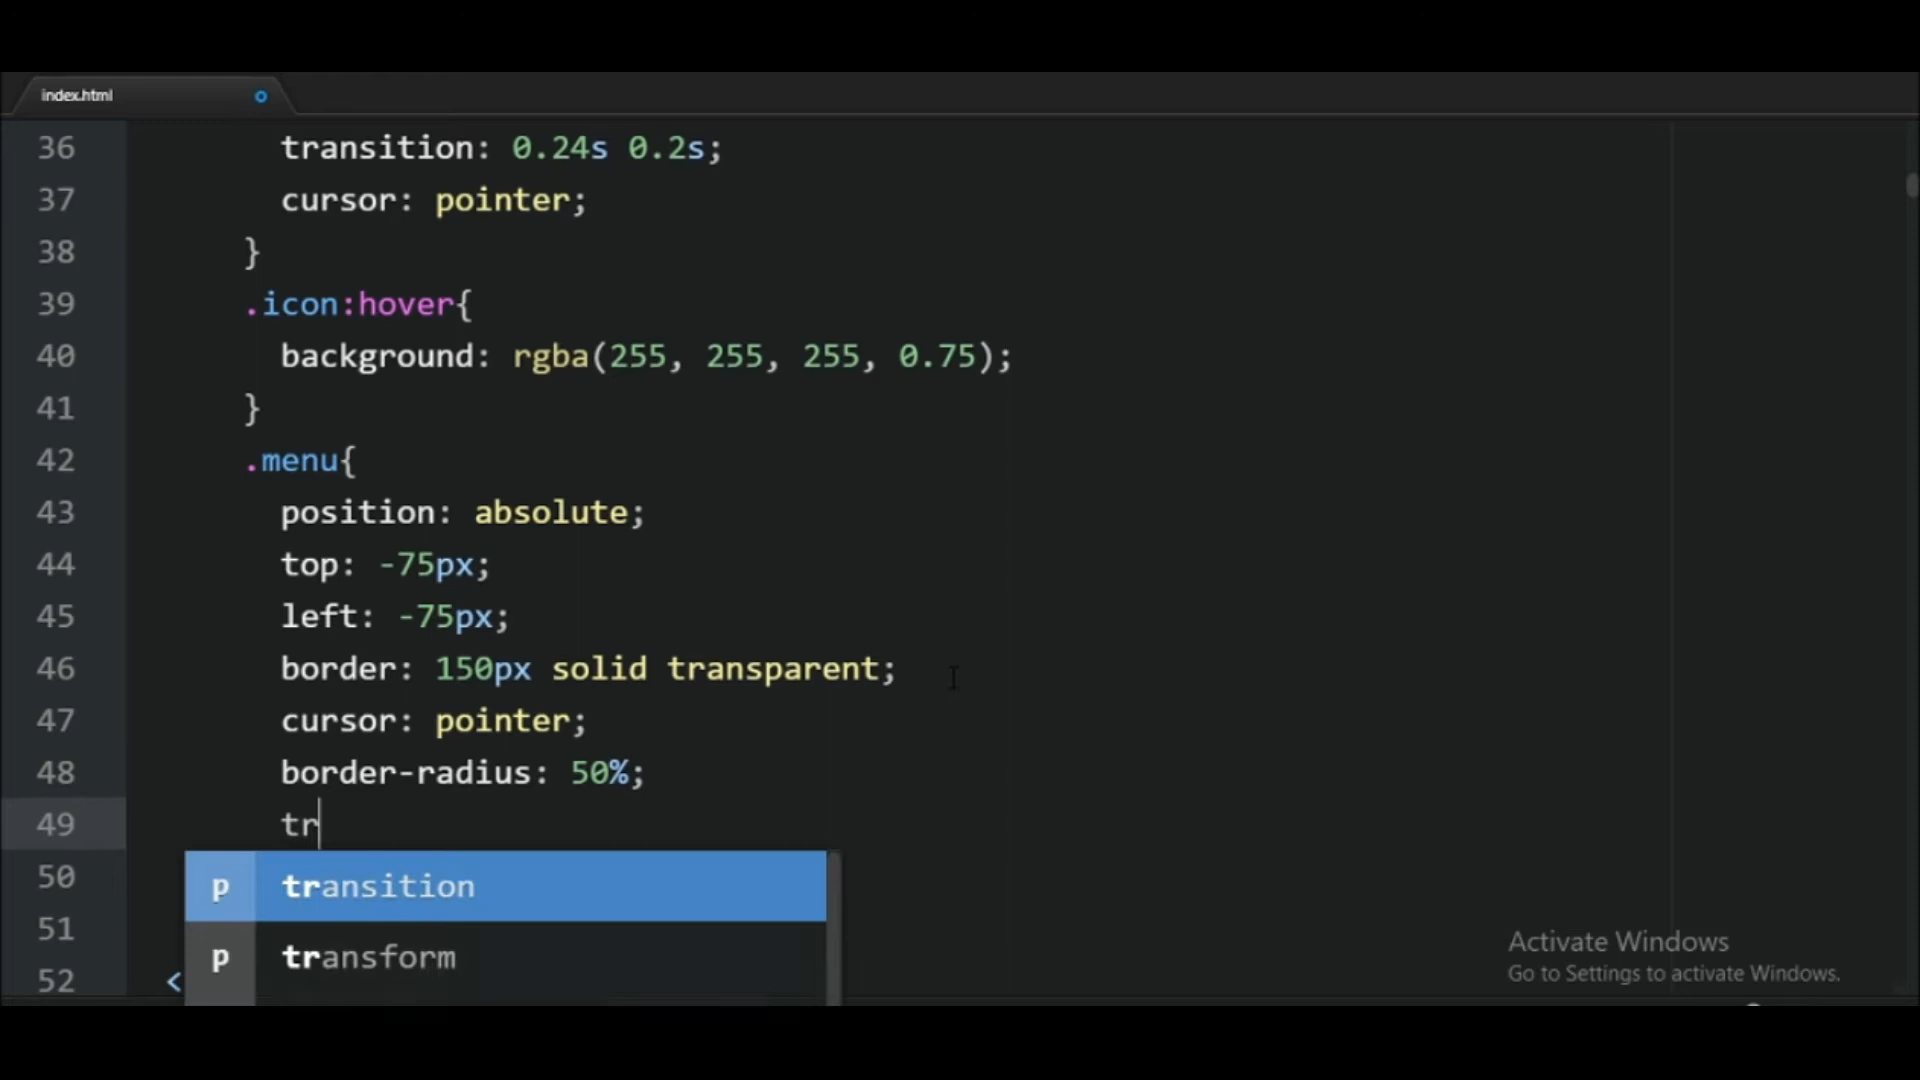 index.html
36 transition: 0.24s 0.2s;
37 cursor: pointer;
38 }
39 .icon:hover{
40 background: rgba(255, 255, 255, 0.75);
41 }
42 .menu{
43 position: absolute;
44 top: -75px;
45 left: -75px;
46 border: 150px solid transparent;
47 cursor: pointer;
48 border-radius: 50%;
49 tr
50 p transition
51
p transform
52 <
Activate Windows
Go to Settings to activate Windows.